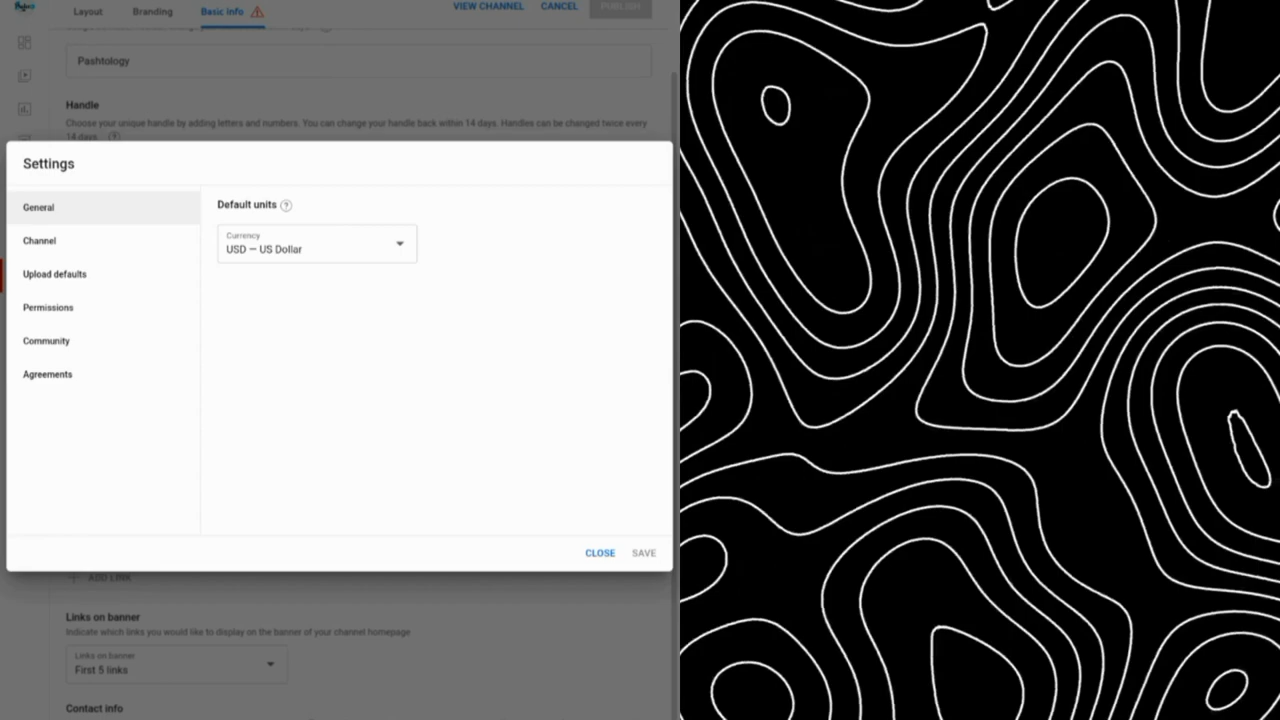 Layout
Branding
Basic info
VIEW CHANNEL
CANCEL
PUBLISH
Pashtology
Handle
Choose your unique handle by adding letters and numbers. You can change your handle back within 14 days. Handles can be changed twice every
14 days.
Settings
General
Channel
Upload defaults
Permissions
Community
Agreements
Default units
Currency
USD — US Dollar
CLOSE
SAVE
ADD LINK
Links on banner
Indicate which links you would like to display on the banner of your channel homepage
Links on banner
First 5 links
Contact info